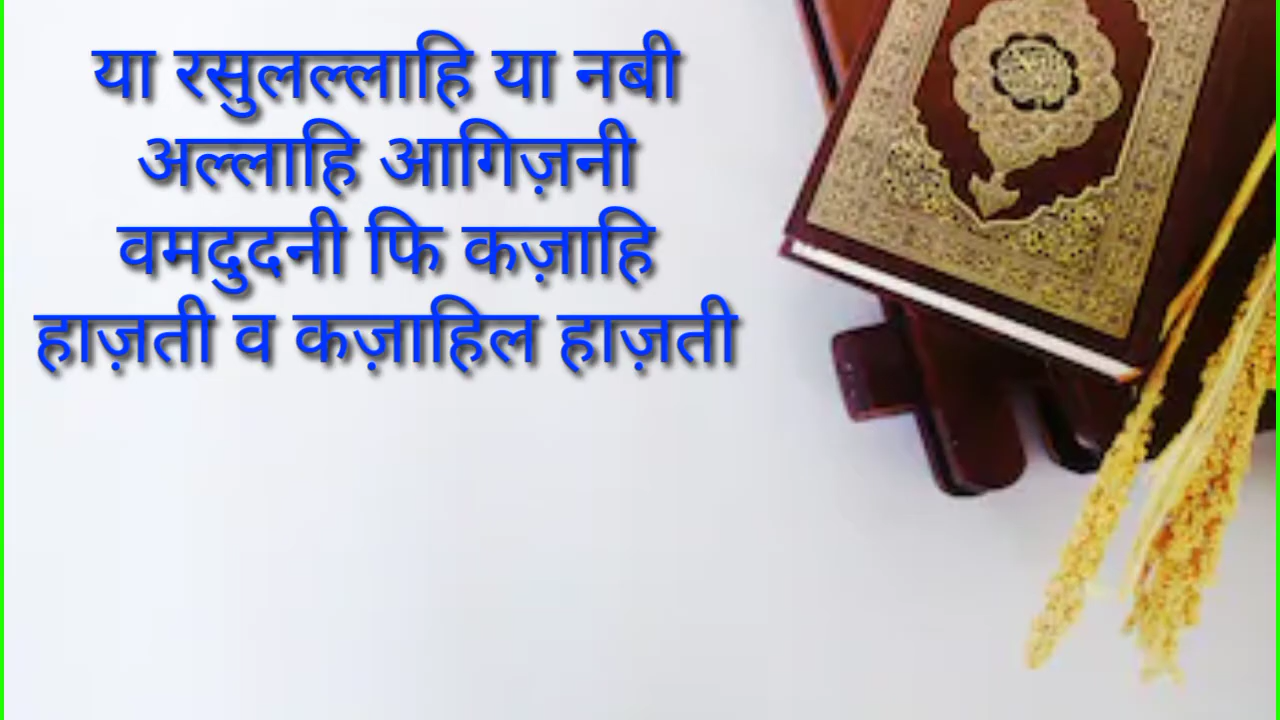 या रसुलल्लाहि या नबी
अल्लाहि आगिज़नी
वमदुदनी फि कज़ाहि
हाज़ती व कज़ाहिल हाज़ती